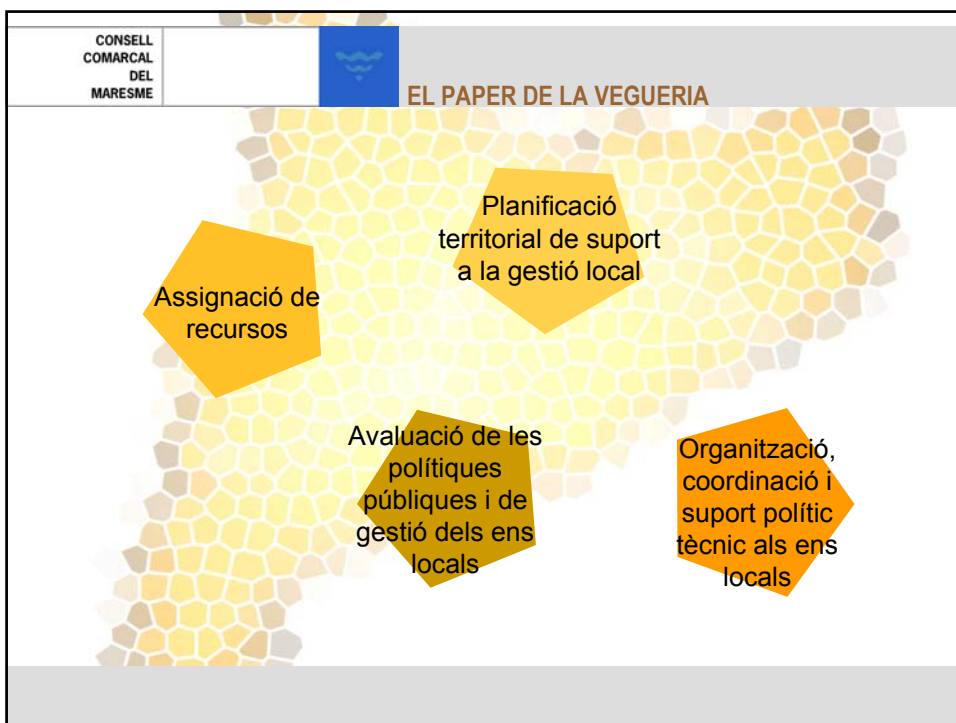 CONSELL
COMARCAL
DEL
MARESME
EL PAPER DE LA VEGUERIA
Planificació
territorial de suport
a la gestió local
Assignació de
recursos
Avaluació de les
polítiques
públiques i de
gestió dels ens
locals
Organització,
coordinació i
suport polític
tècnic als ens
locals